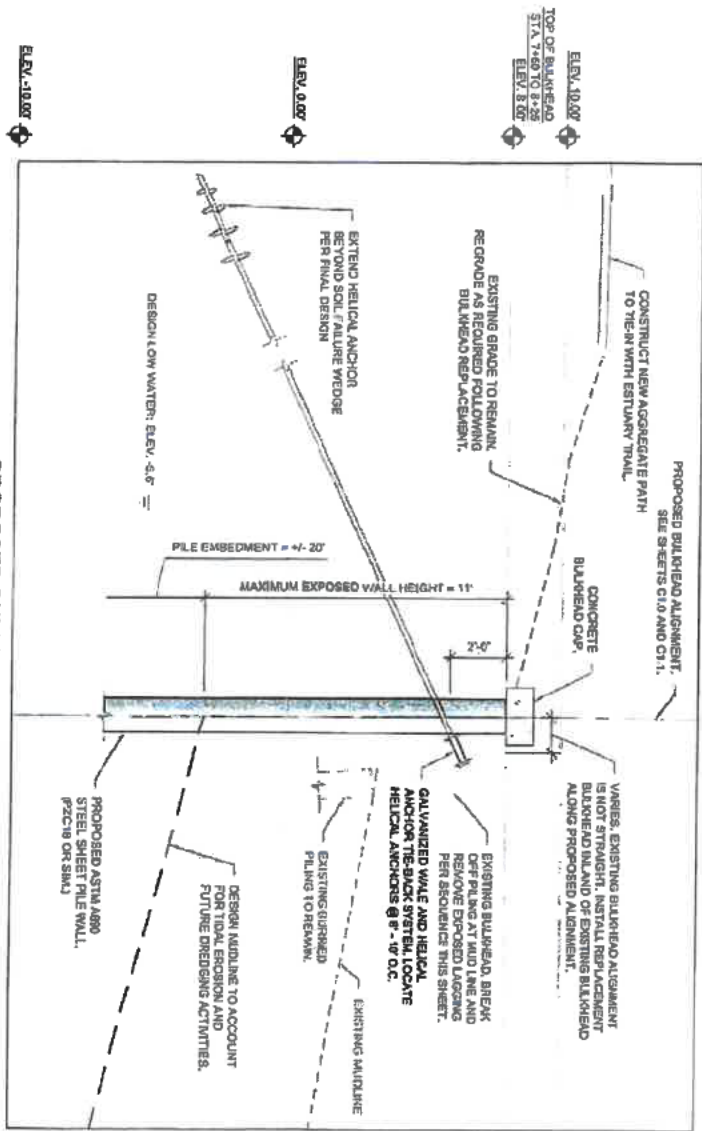 ELEV. 10.00'
TOP OF BULKHEAD
STA. 7+60 TO 8+26
ELEV. 8.00'
ELEV. 0.00'
ELEV. -10.00'
CONSTRUCT NEW AGGREGATE PATH
TO TIE-IN WITH ESTUARY TRAIL.
PROPOSED BULKHEAD ALIGNMENT.
SEE SHEETS C1.0 AND C1.1.
EXISTING GRADE TO REMAIN.
REGRADE AS REQUIRED FOLLOWING
BULKHEAD REPLACEMENT.
CONCRETE
BULKHEAD CAP.
VARIES. EXISTING BULKHEAD ALIGNMENT
IS NOT STRAIGHT. INSTALL REPLACEMENT
BULKHEAD INLAND OF EXISTING BULKHEAD
ALONG PROPOSED ALIGNMENT.
EXTEND HELICAL ANCHOR
BEYOND SOIL FAILURE WEDGE
PER FINAL DESIGN
2'-0"
MAXIMUM EXPOSED WALL HEIGHT = 11'
PILE EMBEDMENT = +/- 20'
EXISTING BULKHEAD. BREAK
OFF PILING AT MUD LINE AND
REMOVE EXPOSED LAGGING
PER SEQUENCE THIS SHEET.
GALVANIZED WALE AND HELICAL
ANCHOR TIE-BACK SYSTEM. LOCATE
HELICAL ANCHORS @ 8' - 10' O.C.
DESIGN LOW WATER: ELEV. -5.6'
EXISTING MUDLINE
EXISTING BURIED
PILING TO REMAIN.
DESIGN MUDLINE TO ACCOUNT
FOR TIDAL EROSION AND
FUTURE DREDGING ACTIVITIES.
PROPOSED ASTM A690
STEEL SHEET PILE WALL.
(PZC18 OR SIM.)